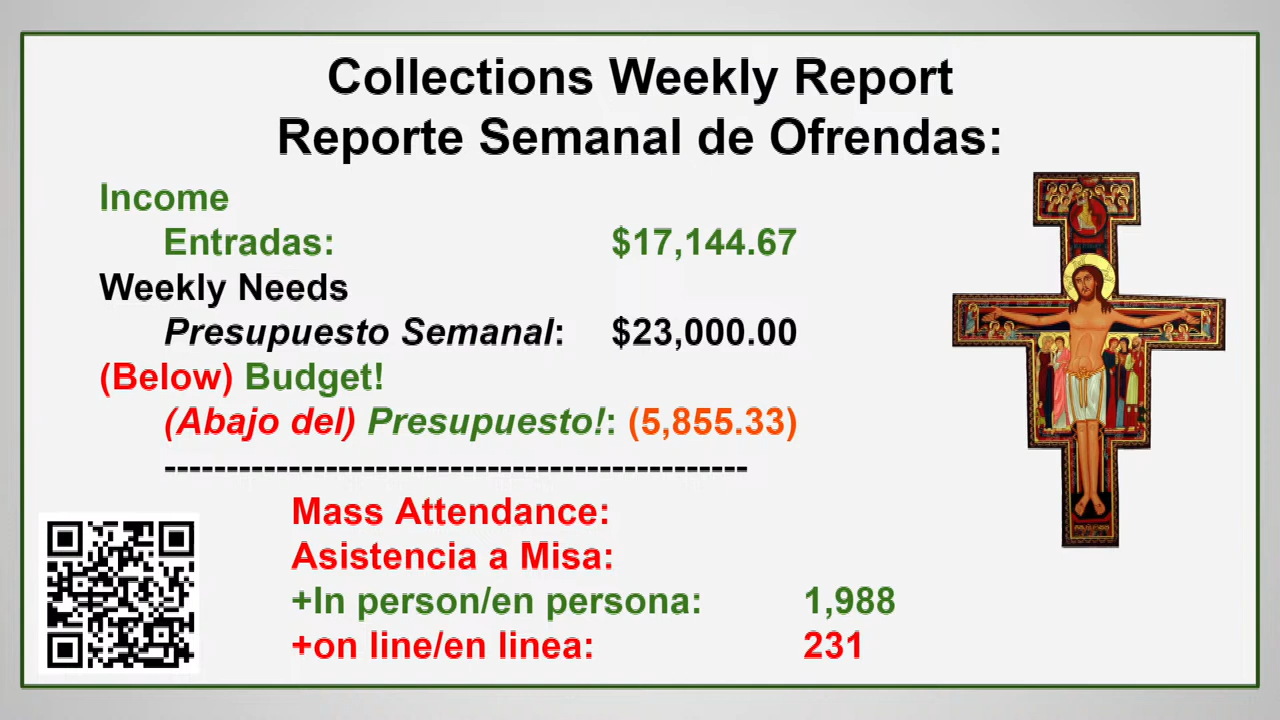 Collections Weekly Report
Reporte Semanal de Ofrendas:
Income
Entradas: $17,144.67
Weekly Needs
Presupuesto Semanal: $23,000.00
(Below) Budget!
(Abajo del) Presupuesto!: (5,855.33)
-----------------------------------------------
Mass Attendance:
Asistencia a Misa:
+In person/en persona: 1,988
+on line/en linea: 231